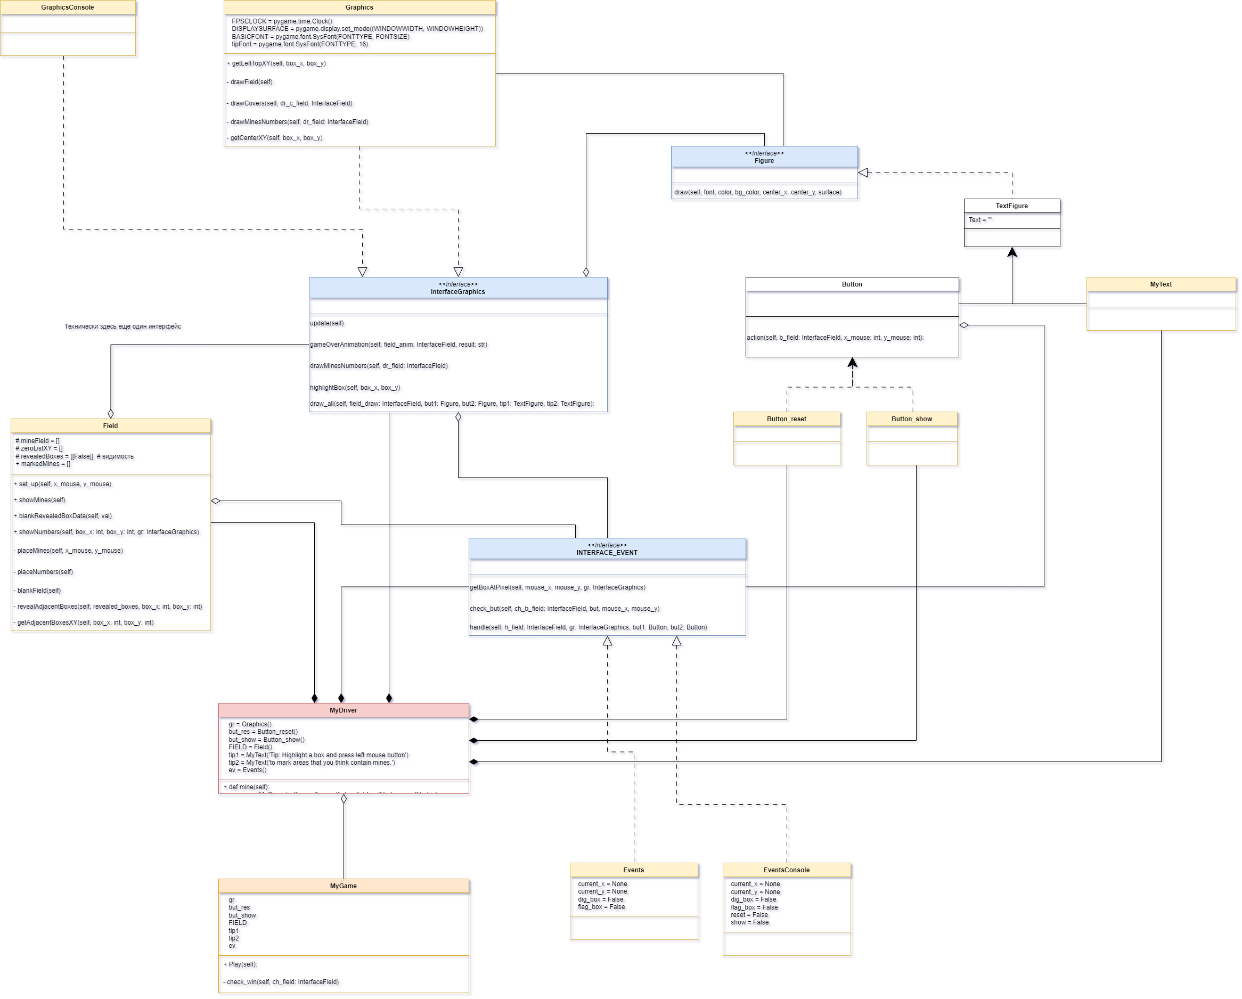 GraphicsConsole
Graphics
FPSCLOCK = pygame.time.Clock()
DISPLAYSURFACE = pygame.display.set_mode((WINDOWWIDTH, WINDOWHEIGHT))
BASICFONT = pygame.font.SysFont(FONTTYPE, FONTSIZE)
tipFont = pygame.font.SysFont(FONTTYPE, 16)
+ getLeftTopXY(self, box_x, box_y)
- drawField(self)
- drawCovers(self, dr_c_field: InterfaceField)
- drawMinesNumbers(self, dr_field: InterfaceField)
- getCenterXY(self, box_x, box_y)
<<Interface>>
Figure
draw(self, font, color, bg_color, center_x, center_y, surface)
TextFigure
Text = ""
<<Interface>>
InterfaceGraphics
update(self)
gameOverAnimation(self, field_anim: InterfaceField, result: str)
drawMinesNumbers(self, dr_field: InterfaceField)
highlightBox(self, box_x, box_y)
draw_all(self, field_draw: InterfaceField, but1: Figure, but2: Figure, tip1: TextFigure, tip2: TextFigure):
Button
action(self, b_field: InterfaceField, x_mouse: int, y_mouse: int):
MyText
Технически здесь еще один интерфейс
Button_reset
Button_show
Field
# mineField = []
# zeroListXY = []
# revealedBoxes = [[False]] # видимость
+ markedMines = []
+ set_up(self, x_mouse, y_mouse)
+ showMines(self)
+ blankRevealedBoxData(self, val)
+ showNumbers(self, box_x: int, box_y: int, gr: InterfaceGraphics)
- placeMines(self, x_mouse, y_mouse)
- placeNumbers(self)
- blankField(self)
- revealAdjacentBoxes(self, revealed_boxes, box_x: int, box_y: int)
- getAdjacentBoxesXY(self, box_x: int, box_y: int)
<<Interface>>
INTERFACE_EVENT
getBoxAtPixel(self, mouse_x, mouse_y, gr: InterfaceGraphics)
check_but(self, ch_b_field: InterfaceField, but, mouse_x, mouse_y)
handle(self, h_field: InterfaceField, gr: InterfaceGraphics, but1: Button, but2: Button)
MyDriver
gr = Graphics()
but_res = Button_reset()
but_show = Button_show()
FIELD = Field()
tip1 = MyText('Tip: Highlight a box and press left mouse button')
tip2 = MyText('to mark areas that you think contain mines.')
ev = Events()
+ def mine(self):
MyGame
gr
but_res
but_show
FIELD
tip1
tip2
ev
+ Play(self):
- check_win(self, ch_field: InterfaceField)
Events
current_x = None
current_y = None
dig_box = False
flag_box = False
EventsConsole
current_x = None
current_y = None
dig_box = False
flag_box = False
reset = False
show = False